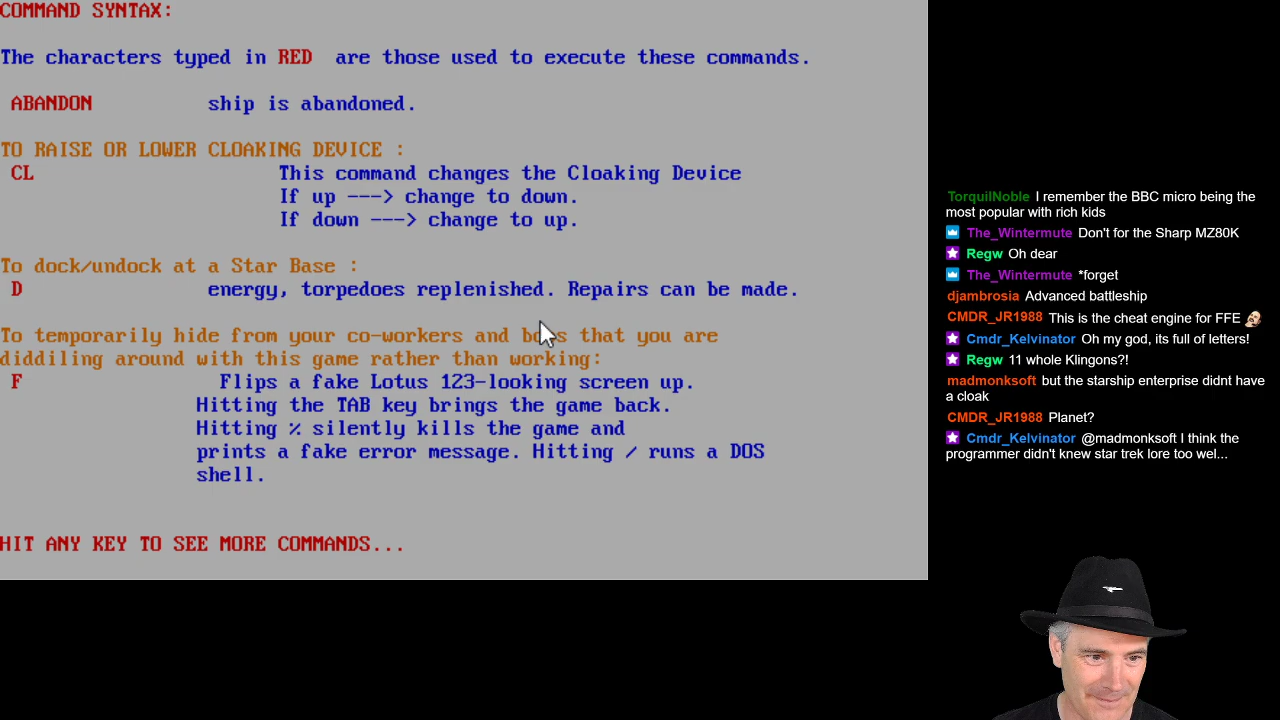 COMMAND SYNTAX:
The characters typed in RED are those used to execute these commands.
ABANDON ship is abandoned.
TO RAISE OR LOWER CLOAKING DEVICE :
CL This command changes the Cloaking Device
If up ---> change to down.
If down ---> change to up.
To dock/undock at a Star Base :
D energy, torpedoes replenished. Repairs can be made.
To temporarily hide from your co-workers and boss that you are
diddiling around with this game rather than working:
F Flips a fake Lotus 123-looking screen up.
Hitting the TAB key brings the game back.
Hitting % silently kills the game and
prints a fake error message. Hitting / runs a DOS
shell.
HIT ANY KEY TO SEE MORE COMMANDS...
TorquilNoble I remember the BBC micro being the
most popular with rich kids
The_Wintermute Don't for the Sharp MZ80K
Regw Oh dear
The_Wintermute *forget
djambrosia Advanced battleship
CMDR_JR1988 This is the cheat engine for FFE
Cmdr_Kelvinator Oh my god, its full of letters!
Regw 11 whole Klingons?!
madmonksoft but the starship enterprise didnt have
a cloak
CMDR_JR1988 Planet?
Cmdr_Kelvinator @madmonksoft I think the
programmer didn't knew star trek lore too wel...